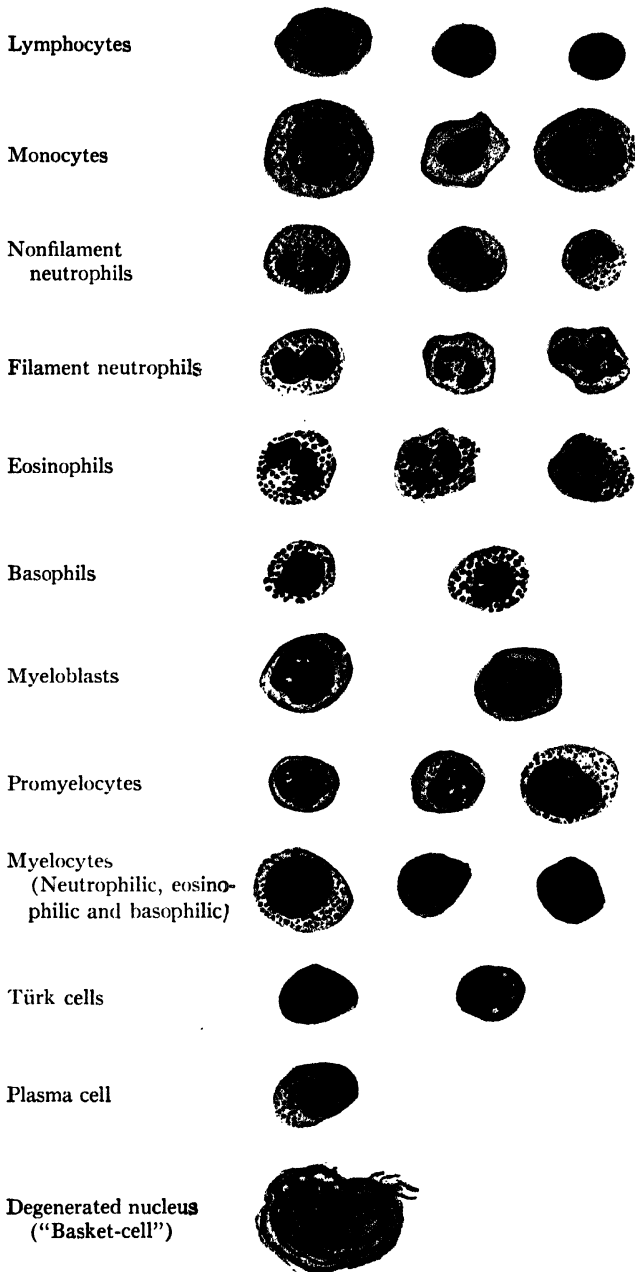 Lymphocytes
Monocytes
Nonfilament
neutrophils
Filament neutrophils
Eosinophils
Basophils
Myeloblasts
Promyelocytes
Myelocytes
(Neutrophilic, eosino-
philic and basophilic)
Türk cells
Plasma cell
Degenerated nucleus
(“Basket-cell”)